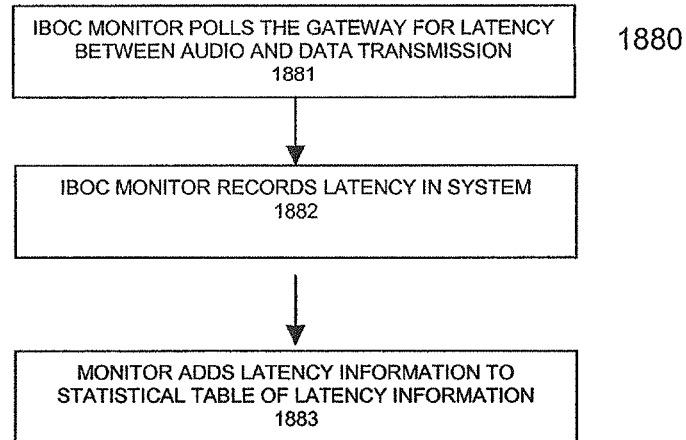 IBOC MONITOR POLLS THE GATEWAY FOR LATENCY
BETWEEN AUDIO AND DATA TRANSMISSION
1881
1880
IBOC MONITOR RECORDS LATENCY IN SYSTEM
1882
MONITOR ADDS LATENCY INFORMATION TO
STATISTICAL TABLE OF LATENCY INFORMATION
1883